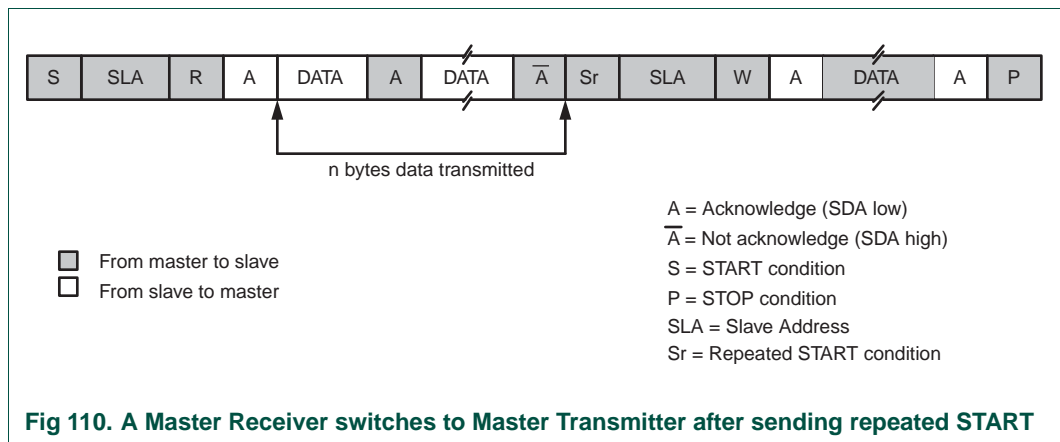 S SLA R A DATA A DATA A̅ Sr SLA W A DATA A P
n bytes data transmitted
A = Acknowledge (SDA low)
A̅ = Not acknowledge (SDA high)
S = START condition
P = STOP condition
SLA = Slave Address
Sr = Repeated START condition
From master to slave
From slave to master
Fig 110. A Master Receiver switches to Master Transmitter after sending repeated START